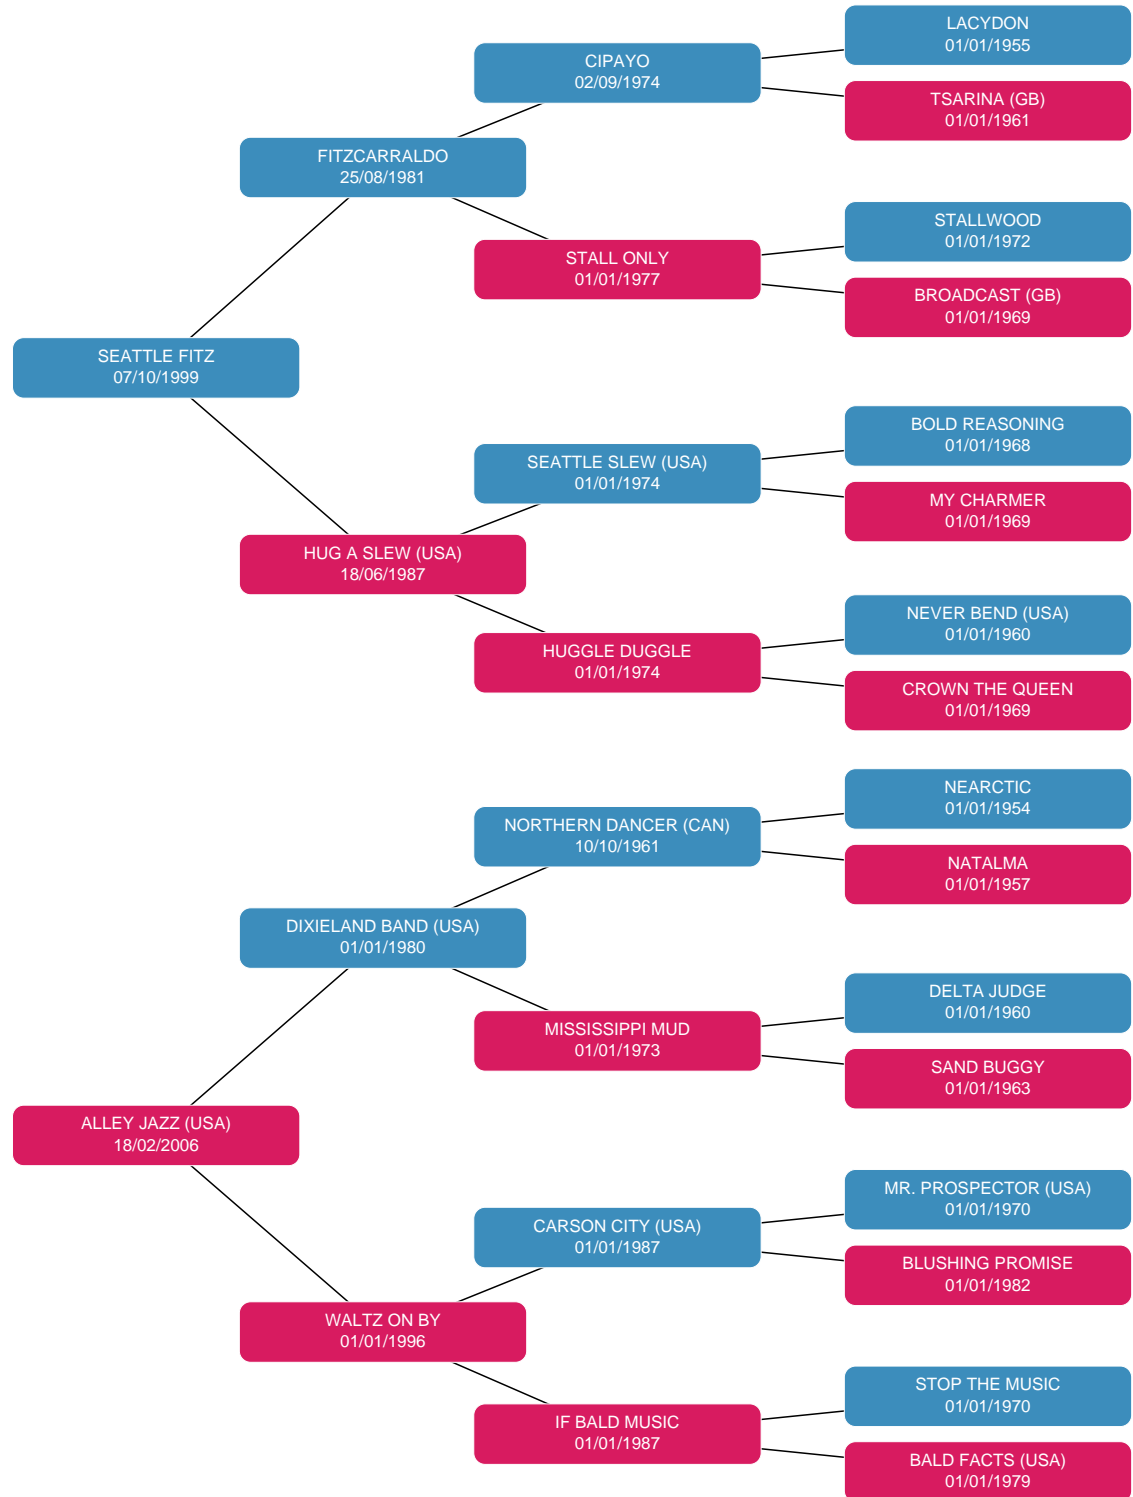 LACYDON
01/01/1955
CIPAYO
02/09/1974
TSARINA (GB)
01/01/1961
FITZCARRALDO
25/08/1981
STALLWOOD
01/01/1972
STALL ONLY
01/01/1977
BROADCAST (GB)
01/01/1969
SEATTLE FITZ
07/10/1999
BOLD REASONING
01/01/1968
SEATTLE SLEW (USA)
01/01/1974
MY CHARMER
01/01/1969
HUG A SLEW (USA)
18/06/1987
NEVER BEND (USA)
01/01/1960
HUGGLE DUGGLE
01/01/1974
CROWN THE QUEEN
01/01/1969
NEARCTIC
01/01/1954
NORTHERN DANCER (CAN)
10/10/1961
NATALMA
01/01/1957
DIXIELAND BAND (USA)
01/01/1980
DELTA JUDGE
01/01/1960
MISSISSIPPI MUD
01/01/1973
SAND BUGGY
01/01/1963
ALLEY JAZZ (USA)
18/02/2006
MR. PROSPECTOR (USA)
01/01/1970
CARSON CITY (USA)
01/01/1987
BLUSHING PROMISE
01/01/1982
WALTZ ON BY
01/01/1996
STOP THE MUSIC
01/01/1970
IF BALD MUSIC
01/01/1987
BALD FACTS (USA)
01/01/1979